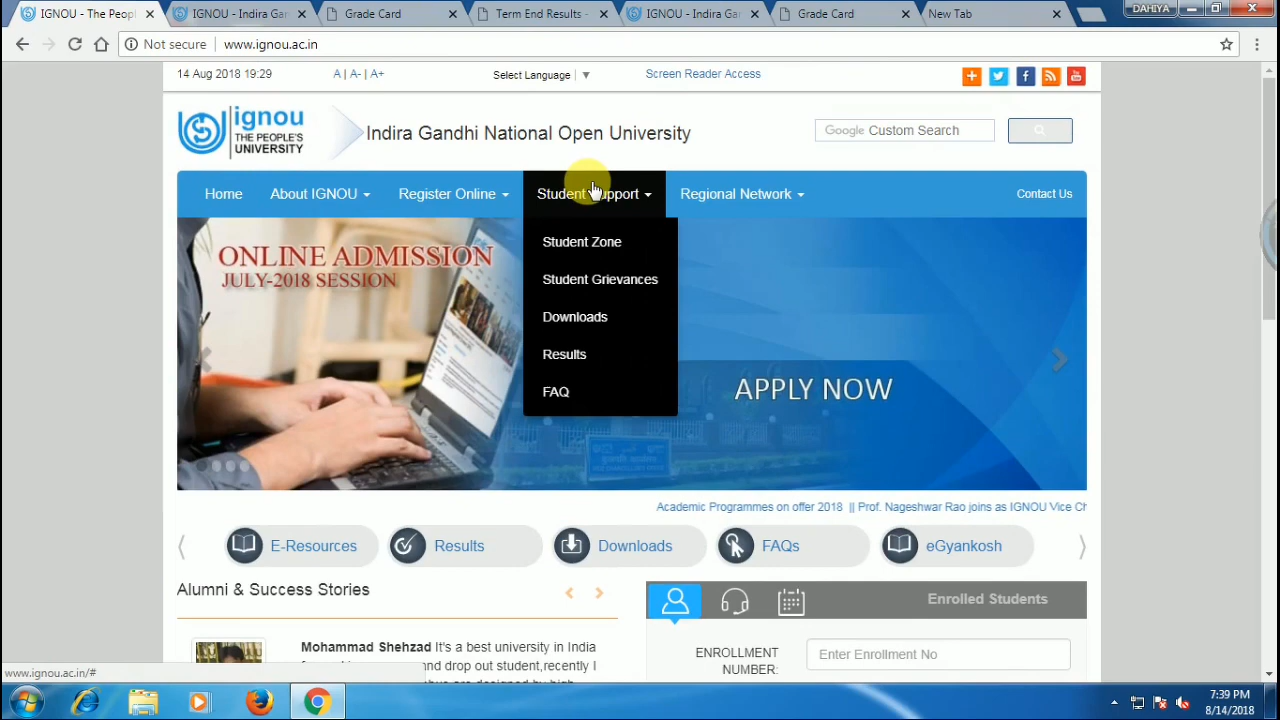 IGNOU - The Peopl
IGNOU - Indira Gan
Grade Card
Term End Results -
IGNOU - Indira Gan
Grade Card
New Tab
DAHIYA
Not secure
www.ignou.ac.in
14 Aug 2018 19:29
A | A- | A+
Select Language ▼
Screen Reader Access
ignou
THE PEOPLE'S
UNIVERSITY
Indira Gandhi National Open University
Google Custom Search
Home
About IGNOU
Register Online
Student Support
Regional Network
Contact Us
Student Zone
Student Grievances
Downloads
Results
FAQ
ONLINE ADMISSION
JULY-2018 SESSION
APPLY NOW
Academic Programmes on offer 2018 || Prof. Nageshwar Rao joins as IGNOU Vice Ch
E-Resources
Results
Downloads
FAQs
eGyankosh
Alumni & Success Stories
Enrolled Students
Mohammad Shehzad It's a best university in India
and drop out student,recently I
ENROLLMENT
NUMBER:
Enter Enrollment No
www.ignou.ac.in/#
7:39 PM
8/14/2018